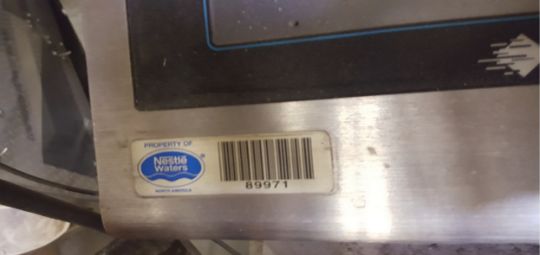 PROPERTY OF
Nestlé
Waters
NORTH AMERICA
89971